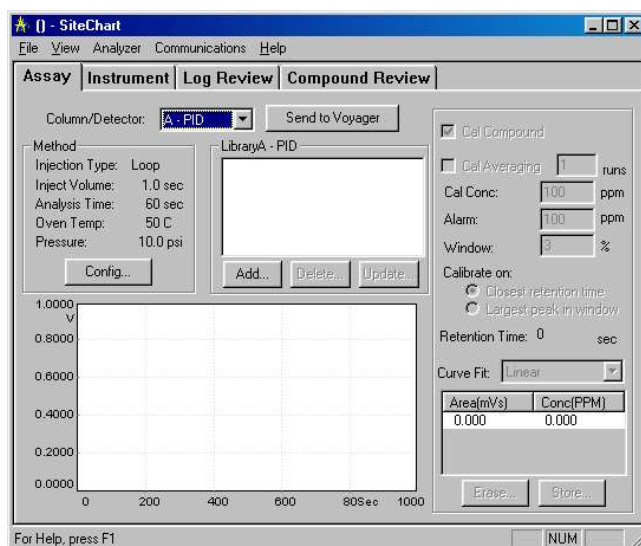 () - SiteChart
File View Analyzer Communications Help
Assay Instrument Log Review Compound Review
Column/Detector: A - PID Send to Voyager
Method
Injection Type: Loop
Inject Volume: 1.0 sec
Analysis Time: 60 sec
Oven Temp: 50 C
Pressure: 10.0 psi
Config...
LibraryA - PID
Add... Delete... Update...
Cal Compound
Cal Averaging 1 runs
Cal Conc: 100 ppm
Alarm: 100 ppm
Window: 3 %
Calibrate on:
Closest retention time
Largest peak in window
Retention Time: 0 sec
Curve Fit: Linear
Area(mVs) Conc(PPM)
0.000 0.000
Erase... Store...
1.0000
V
0.8000
0.6000
0.4000
0.2000
0.0000
0 200 400 600 80Sec 1000
For Help, press F1 NUM